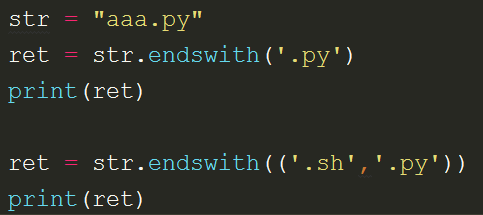 str = "aaa.py"
ret = str.endswith('.py')
print(ret)
ret = str.endswith(('.sh','.py'))
print(ret)